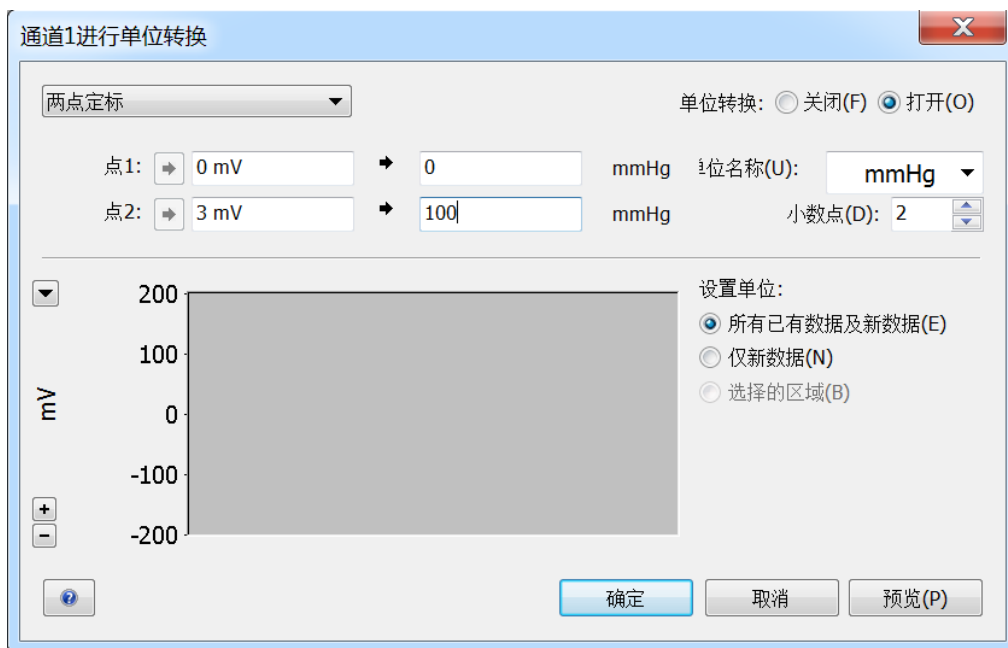 通道1进行单位转换
两点定标 单位转换: 关闭(F) 打开(O)
点1: 0 mV 0 mmHg 单位名称(U): mmHg
点2: 3 mV 100 mmHg 小数点(D): 2
设置单位:
200
所有已有数据及新数据(E)
100
仅新数据(N)
选择的区域(B)
mV
0
-100
-200
确定 取消 预览(P)